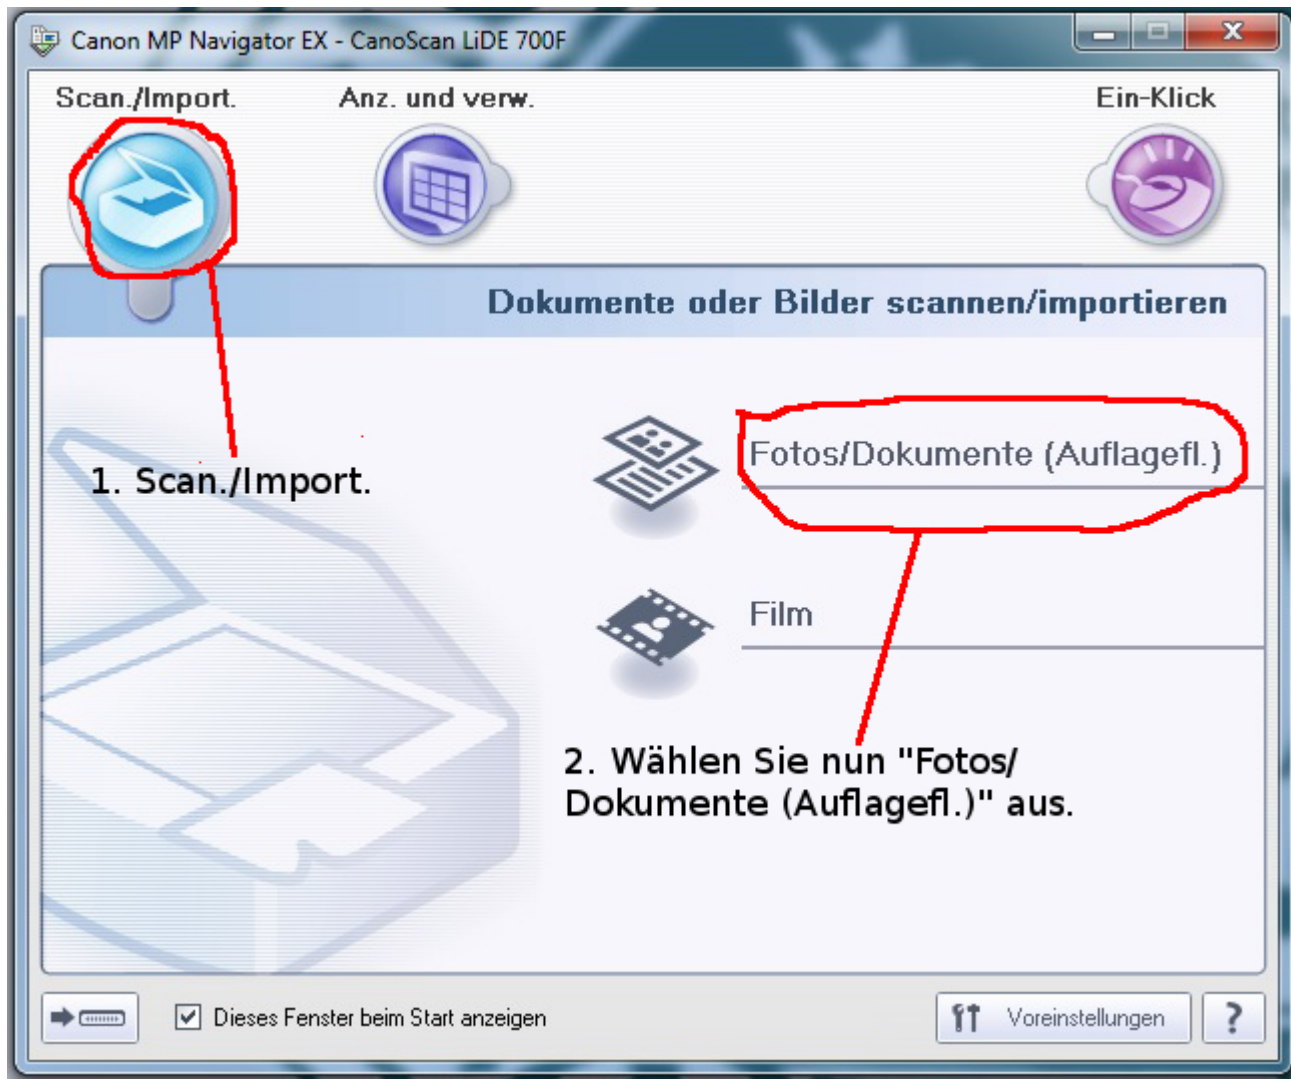 Canon MP Navigator EX - CanoScan LiDE 700F
Scan./Import.
Anz. und verw.
Ein-Klick
Dokumente oder Bilder scannen/importieren
Fotos/Dokumente (Auflagefl.)
1. Scan./Import.
Film
2. Wählen Sie nun "Fotos/
Dokumente (Auflagefl.)" aus.
Dieses Fenster beim Start anzeigen
Voreinstellungen
?